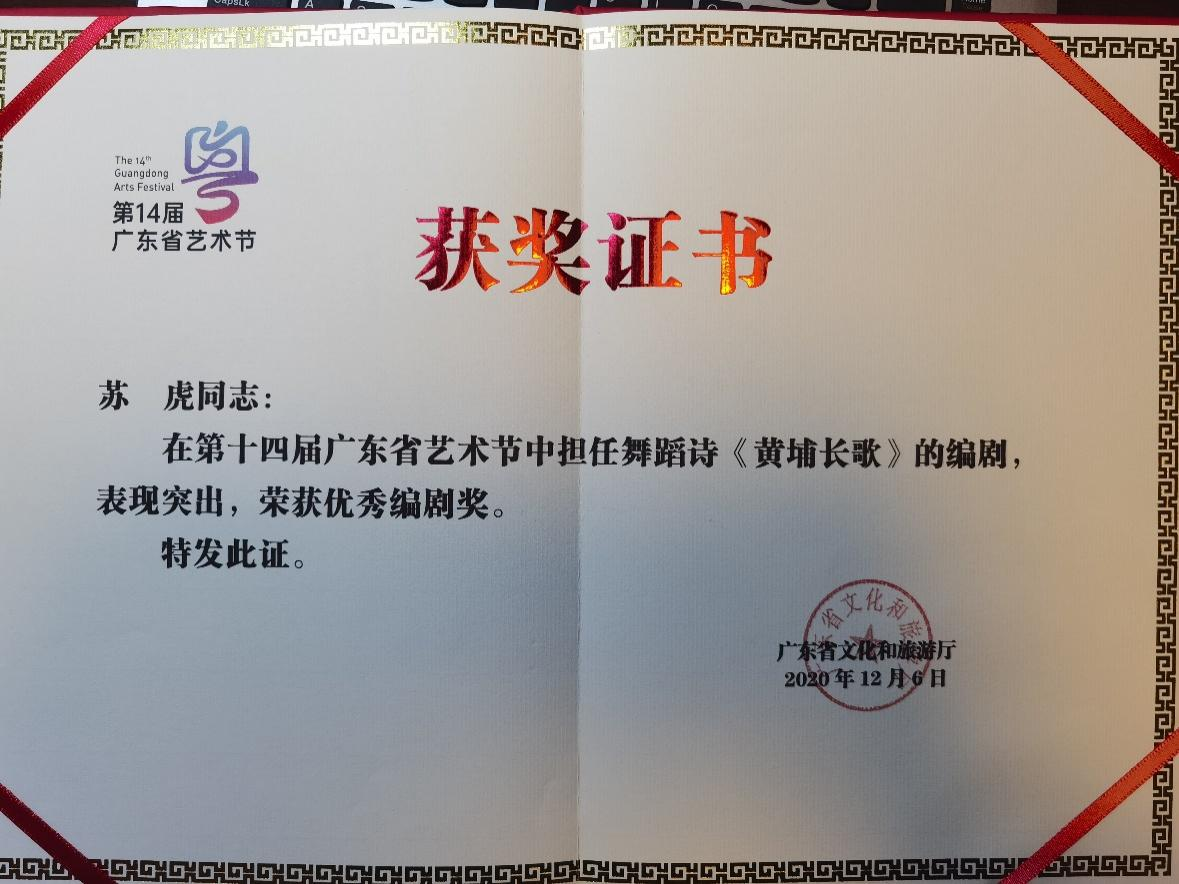 CapsLk
A
The 14th
Guangdong
Arts Festival
第14届
广东省艺术节
获奖证书
苏　虎同志：
在第十四届广东省艺术节中担任舞蹈诗《黄埔长歌》的编剧，
表现突出，荣获优秀编剧奖。
特发此证。
广东省文化和旅游厅
2020年12月6日